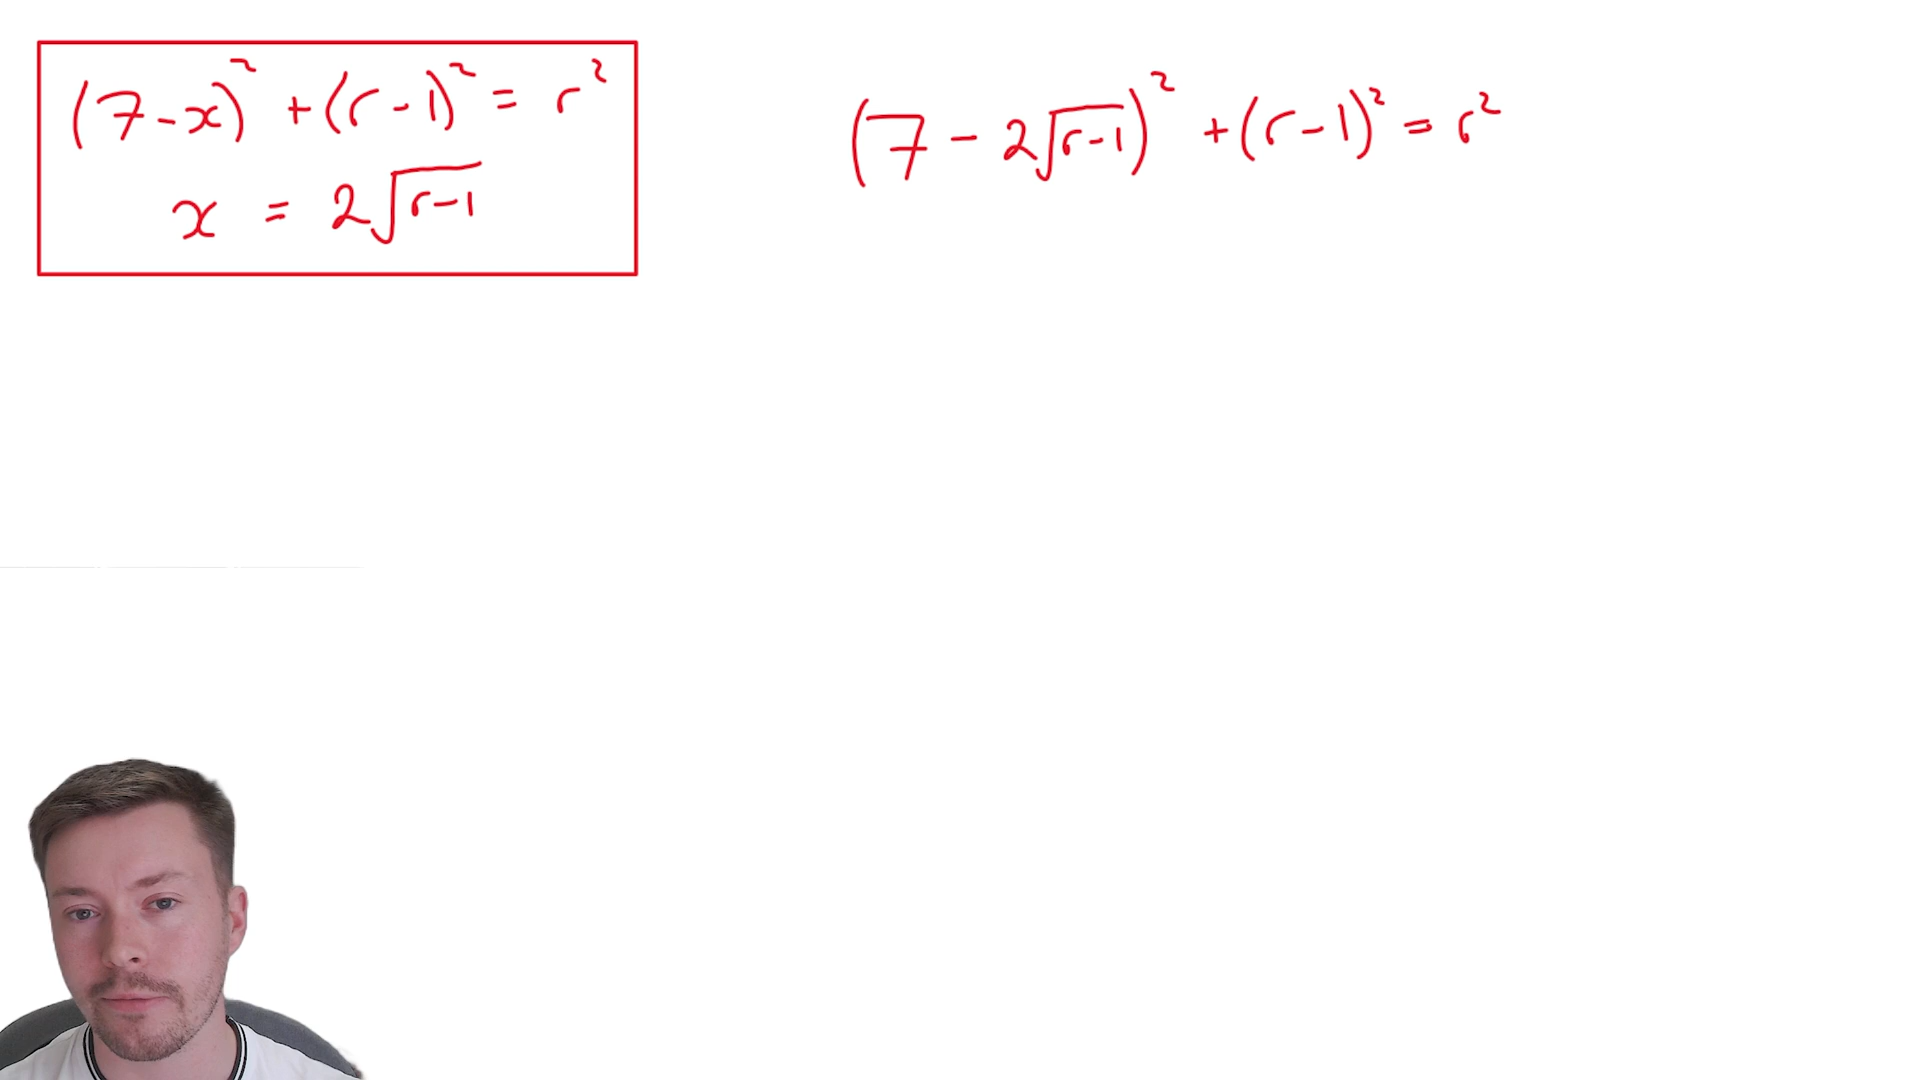 (7-x)² + (r-1)² = r²
x = 2√(r-1)
(7 - 2√(r-1))² + (r-1)² = r²